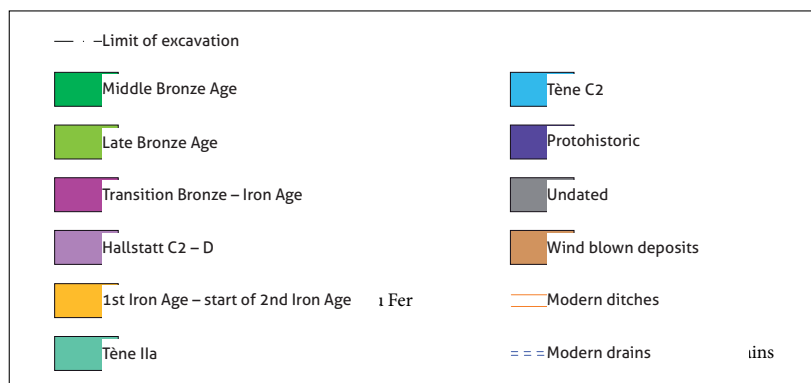 Limit of excavation
Middle Bronze Age
Late Bronze Age
Transition Bronze – Iron Age
Hallstatt C2 – D
1st Iron Age – start of 2nd Iron Age
ı Fer
Tène IIa
Tène C2
Protohistoric
Undated
Wind blown deposits
Modern ditches
Modern drains
ins